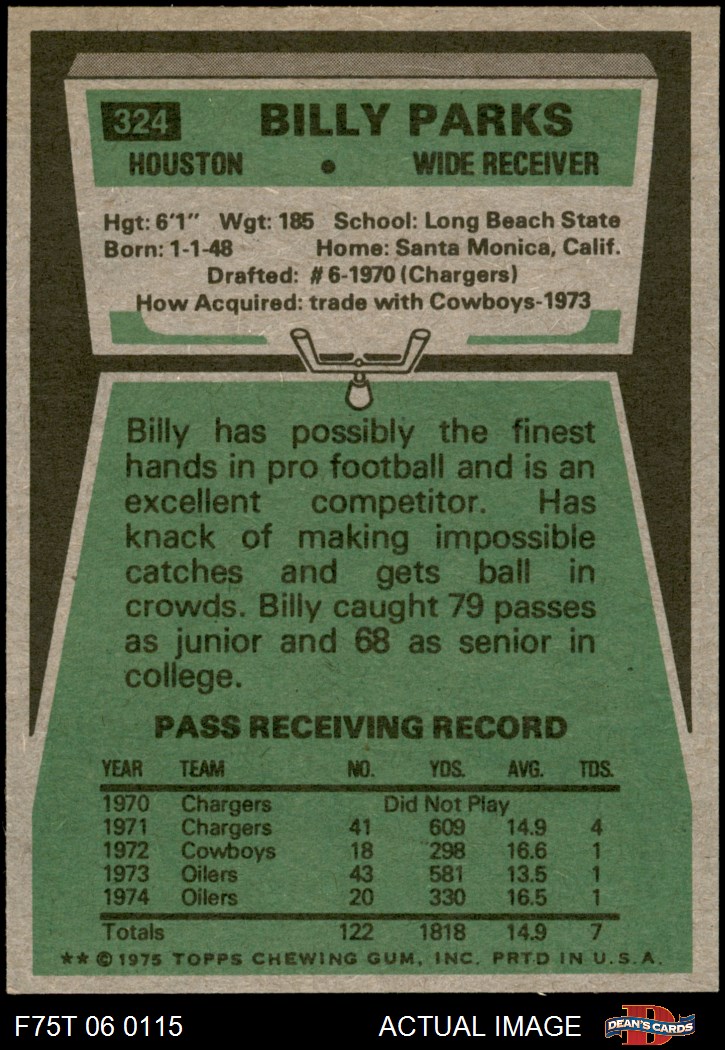 324 BILLY PARKS
HOUSTON • WIDE RECEIVER
Hgt: 6'1" Wgt: 185 School: Long Beach State
Born: 1-1-48 Home: Santa Monica, Calif.
Drafted: #6-1970 (Chargers)
How Acquired: trade with Cowboys-1973
Billy has possibly the finest
hands in pro football and is an
excellent competitor. Has
knack of making impossible
catches and gets ball in
crowds. Billy caught 79 passes
as junior and 68 as senior in
college.
PASS RECEIVING RECORD
YEAR TEAM NO. YDS. AVG. TDS.
1970 Chargers Did Not Play
1971 Chargers 41 609 14.9 4
1972 Cowboys 18 298 16.6 1
1973 Oilers 43 581 13.5 1
1974 Oilers 20 330 16.5 1
Totals 122 1818 14.9 7
** © 1975 TOPPS CHEWING GUM, INC. PRTD IN U.S.A.
F75T 06 0115 ACTUAL IMAGE DEAN'S CARDS